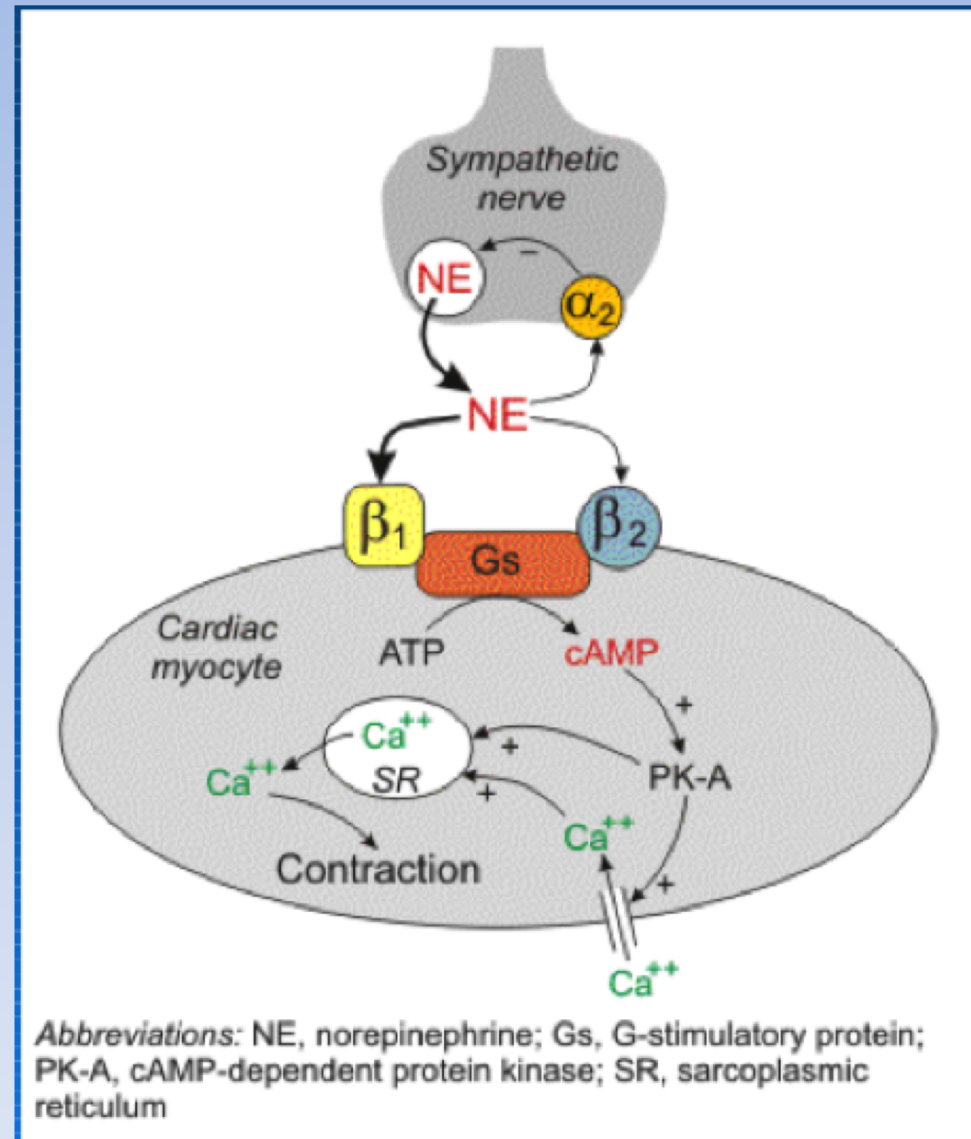 Sympathetic
nerve
NE
−
α₂
NE
β₁
Gs
β₂
Cardiac
myocyte
ATP
cAMP
+
Ca⁺⁺
SR
+
+
PK-A
Ca⁺⁺
Ca⁺⁺
Contraction
+
Ca⁺⁺
Abbreviations: NE, norepinephrine; Gs, G-stimulatory protein;
PK-A, cAMP-dependent protein kinase; SR, sarcoplasmic
reticulum